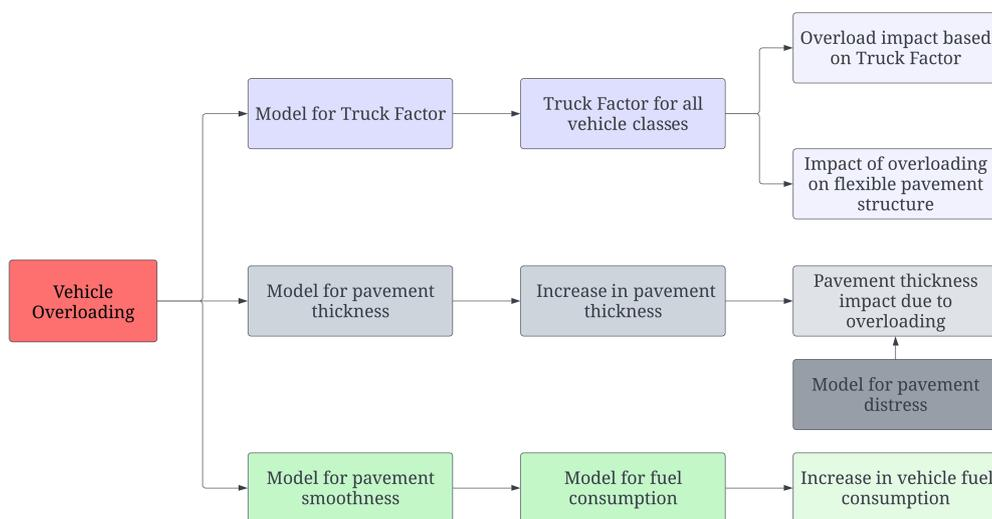 Overload impact based
on Truck Factor
Model for Truck Factor
Truck Factor for all
vehicle classes
Impact of overloading
on flexible pavement
structure
Vehicle
Overloading
Model for pavement
thickness
Increase in pavement
thickness
Pavement thickness
impact due to
overloading
Model for pavement
distress
Model for pavement
smoothness
Model for fuel
consumption
Increase in vehicle fuel
consumption